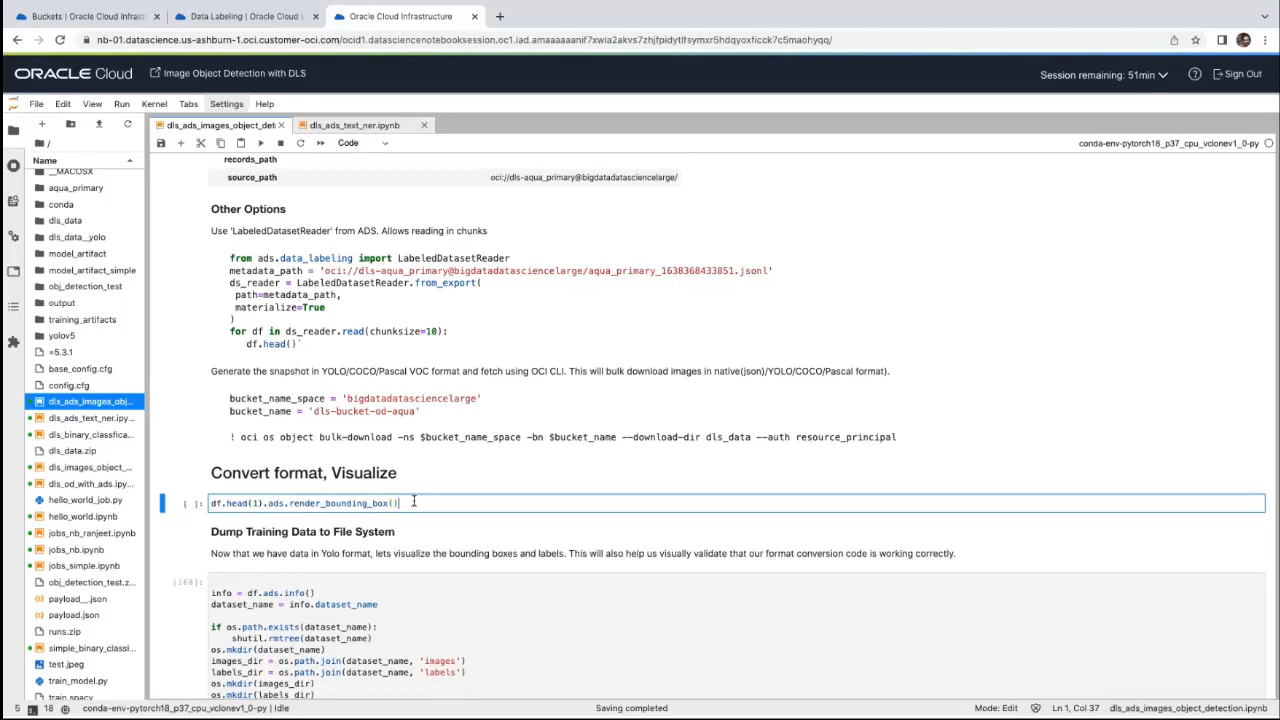 Buckets | Oracle Cloud Infrast
Data Labeling | Oracle Cloud I
Oracle Cloud Infrastructure
nb-01.datascience.us-ashburn-1.oci.customer-oci.com/ocid1.datasciencenotebooksession.oc1.iad.amaaaaaanif7xwia2akvs7zhjfpidytlfsymxr5hdqyoxficck7c5maohyqq/
ORACLE Cloud
Image Object Detection with DLS
Session remaining: 51min
Sign Out
File Edit View Run Kernel Tabs Settings Help
dls_ads_images_object_det
dls_ads_text_ner.ipynb
/
Code
conda-env-pytorch18_p37_cpu_vclonev1_0-py
Name
__MACOSX
aqua_primary
conda
dls_data
dls_data__yolo
model_artifact
model_artifact_simple
obj_detection_test
output
training_artifacts
yolov5
=5.3.1
base_config.cfg
config.cfg
dls_ads_images_obj...
dls_ads_text_ner.ipy...
dls_binary_classfica...
dls_data.zip
dls_images_object_...
dls_od_with_ads.ipy...
hello_world_job.py
hello_world.ipynb
jobs_nb_ranjeet.ipynb
jobs_nb.ipynb
jobs_simple.ipynb
obj_detection_test.z...
payload__.json
payload.json
runs.zip
simple_binary_classi...
test.jpeg
train_model.py
train.spacy
records_path
source_path
oci://dls-aqua_primary@bigdatadatasciencelarge/
Other Options
Use 'LabeledDatasetReader' from ADS. Allows reading in chunks
from ads.data_labeling import LabeledDatasetReader
metadata_path = 'oci://dls-aqua_primary@bigdatadatasciencelarge/aqua_primary_1638368433851.jsonl'
ds_reader = LabeledDatasetReader.from_export(
path=metadata_path,
materialize=True
)
for df in ds_reader.read(chunksize=10):
df.head()`
Generate the snapshot in YOLO/COCO/Pascal VOC format and fetch using OCI CLI. This will bulk download images in native(json)/YOLO/COCO/Pascal format).
bucket_name_space = 'bigdatadatasciencelarge'
bucket_name = 'dls-bucket-od-aqua'
! oci os object bulk-download -ns $bucket_name_space -bn $bucket_name --download-dir dls_data --auth resource_principal
Convert format, Visualize
[ ]: df.head(1).ads.render_bounding_box()
Dump Training Data to File System
Now that we have data in Yolo format, lets visualize the bounding boxes and labels. This will also help us visually validate that our format conversion code is working correctly.
[168]:
info = df.ads.info()
dataset_name = info.dataset_name
if os.path.exists(dataset_name):
shutil.rmtree(dataset_name)
os.mkdir(dataset_name)
images_dir = os.path.join(dataset_name, 'images')
labels_dir = os.path.join(dataset_name, 'labels')
os.mkdir(images_dir)
os.mkdir(labels_dir)
5 18 conda-env-pytorch18_p37_cpu_vclonev1_0-py | Idle
Saving completed
Mode: Edit
Ln 1, Col 37
dls_ads_images_object_detection.ipynb